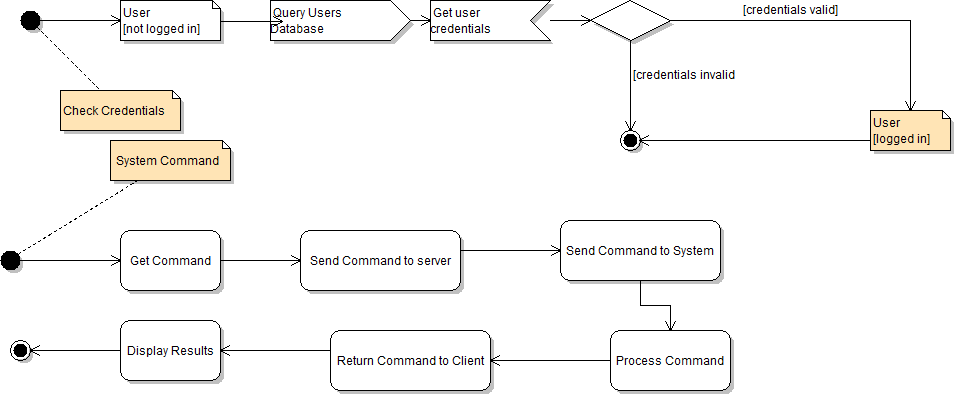 User
[not logged in]
Query Users
Database
Get user
credentials
[credentials valid]
[credentials invalid
Check Credentials
User
[logged in]
System Command
Get Command
Send Command to server
Send Command to System
Display Results
Return Command to Client
Process Command